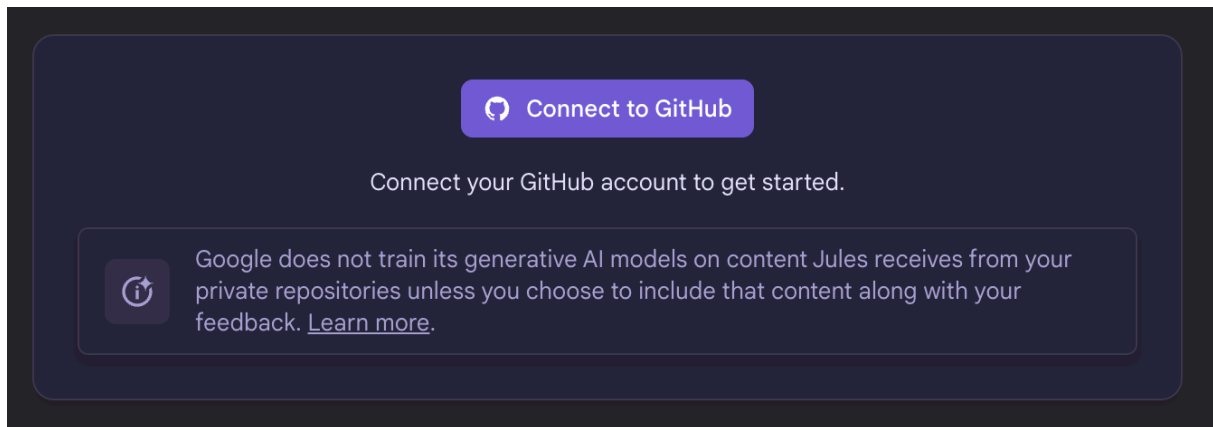 Connect to GitHub
Connect your GitHub account to get started.
Google does not train its generative AI models on content Jules receives from your
private repositories unless you choose to include that content along with your
feedback. Learn more.